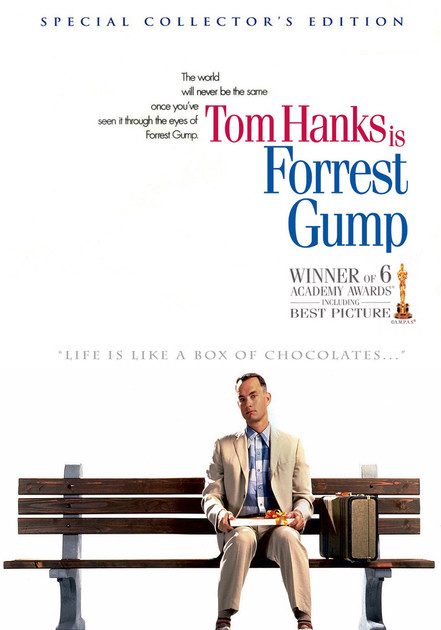 SPECIAL COLLECTOR'S EDITION
The world
will never be the same
once you've
seen it through the eyes of
Forrest Gump.
Tom Hanks is
Forrest
Gump
WINNER OF 6
ACADEMY AWARDS®
INCLUDING
BEST PICTURE
©A.M.P.A.S.®
"LIFE IS LIKE A BOX OF CHOCOLATES..."